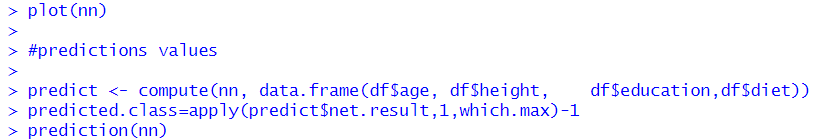 > plot(nn)
>
> #predictions values
>
> predict <- compute(nn, data.frame(df$age, df$height,    df$education,df$diet))
> predicted.class=apply(predict$net.result,1,which.max)-1
> prediction(nn)